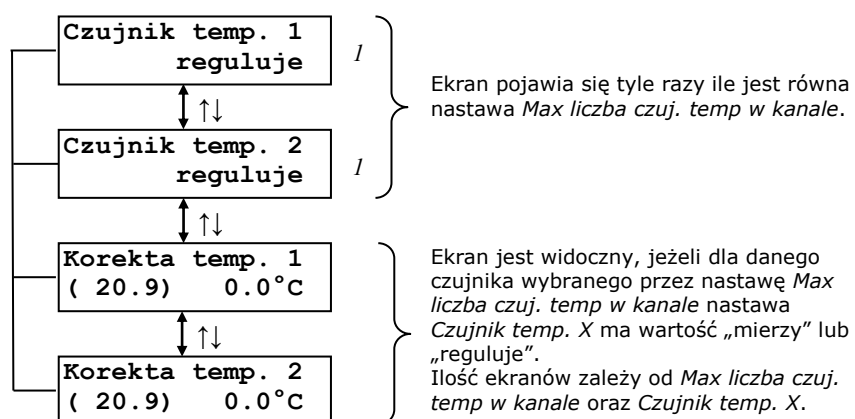 Czujnik temp. 1
reguluje
1
↑↓
Ekran pojawia się tyle razy ile jest równa
nastawa Max liczba czuj. temp w kanale.
Czujnik temp. 2
reguluje
1
↑↓
Korekta temp. 1
( 20.9) 0.0°C
↑↓
Korekta temp. 2
( 20.9) 0.0°C
Ekran jest widoczny, jeżeli dla danego
czujnika wybranego przez nastawę Max
liczba czuj. temp w kanale nastawa
Czujnik temp. X ma wartość „mierzy” lub
„reguluje”.
Ilość ekranów zależy od Max liczba czuj.
temp w kanale oraz Czujnik temp. X.